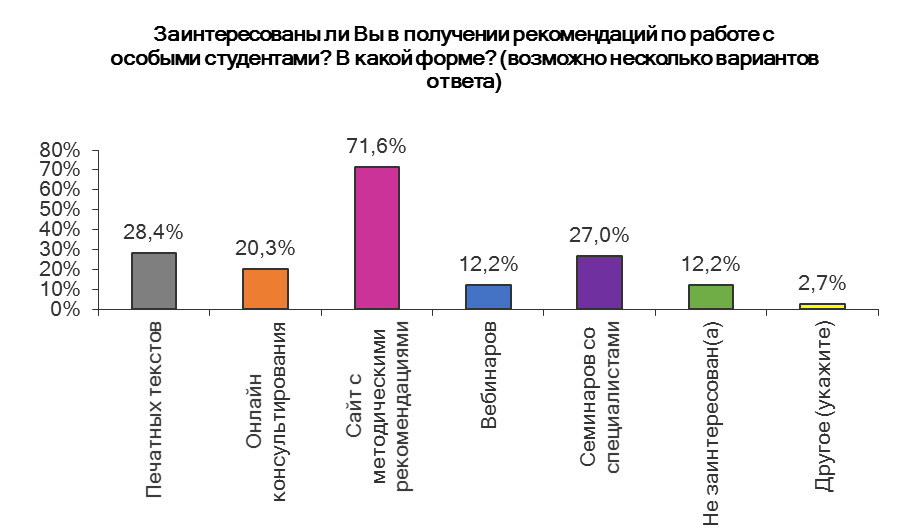 Заинтересованы ли Вы в получении рекомендаций по работе с
особыми студентами? В какой форме? (возможно несколько вариантов
ответа)
80%
70%
60%
50%
40%
30%
20%
10%
0%
28,4%
20,3%
71,6%
12,2%
27,0%
12,2%
2,7%
Печатных текстов
Онлайн
консультирования
Сайт с
методическими
рекомендациями
Вебинаров
Семинаров со
специалистами
Не заинтересован(а)
Другое (укажите)